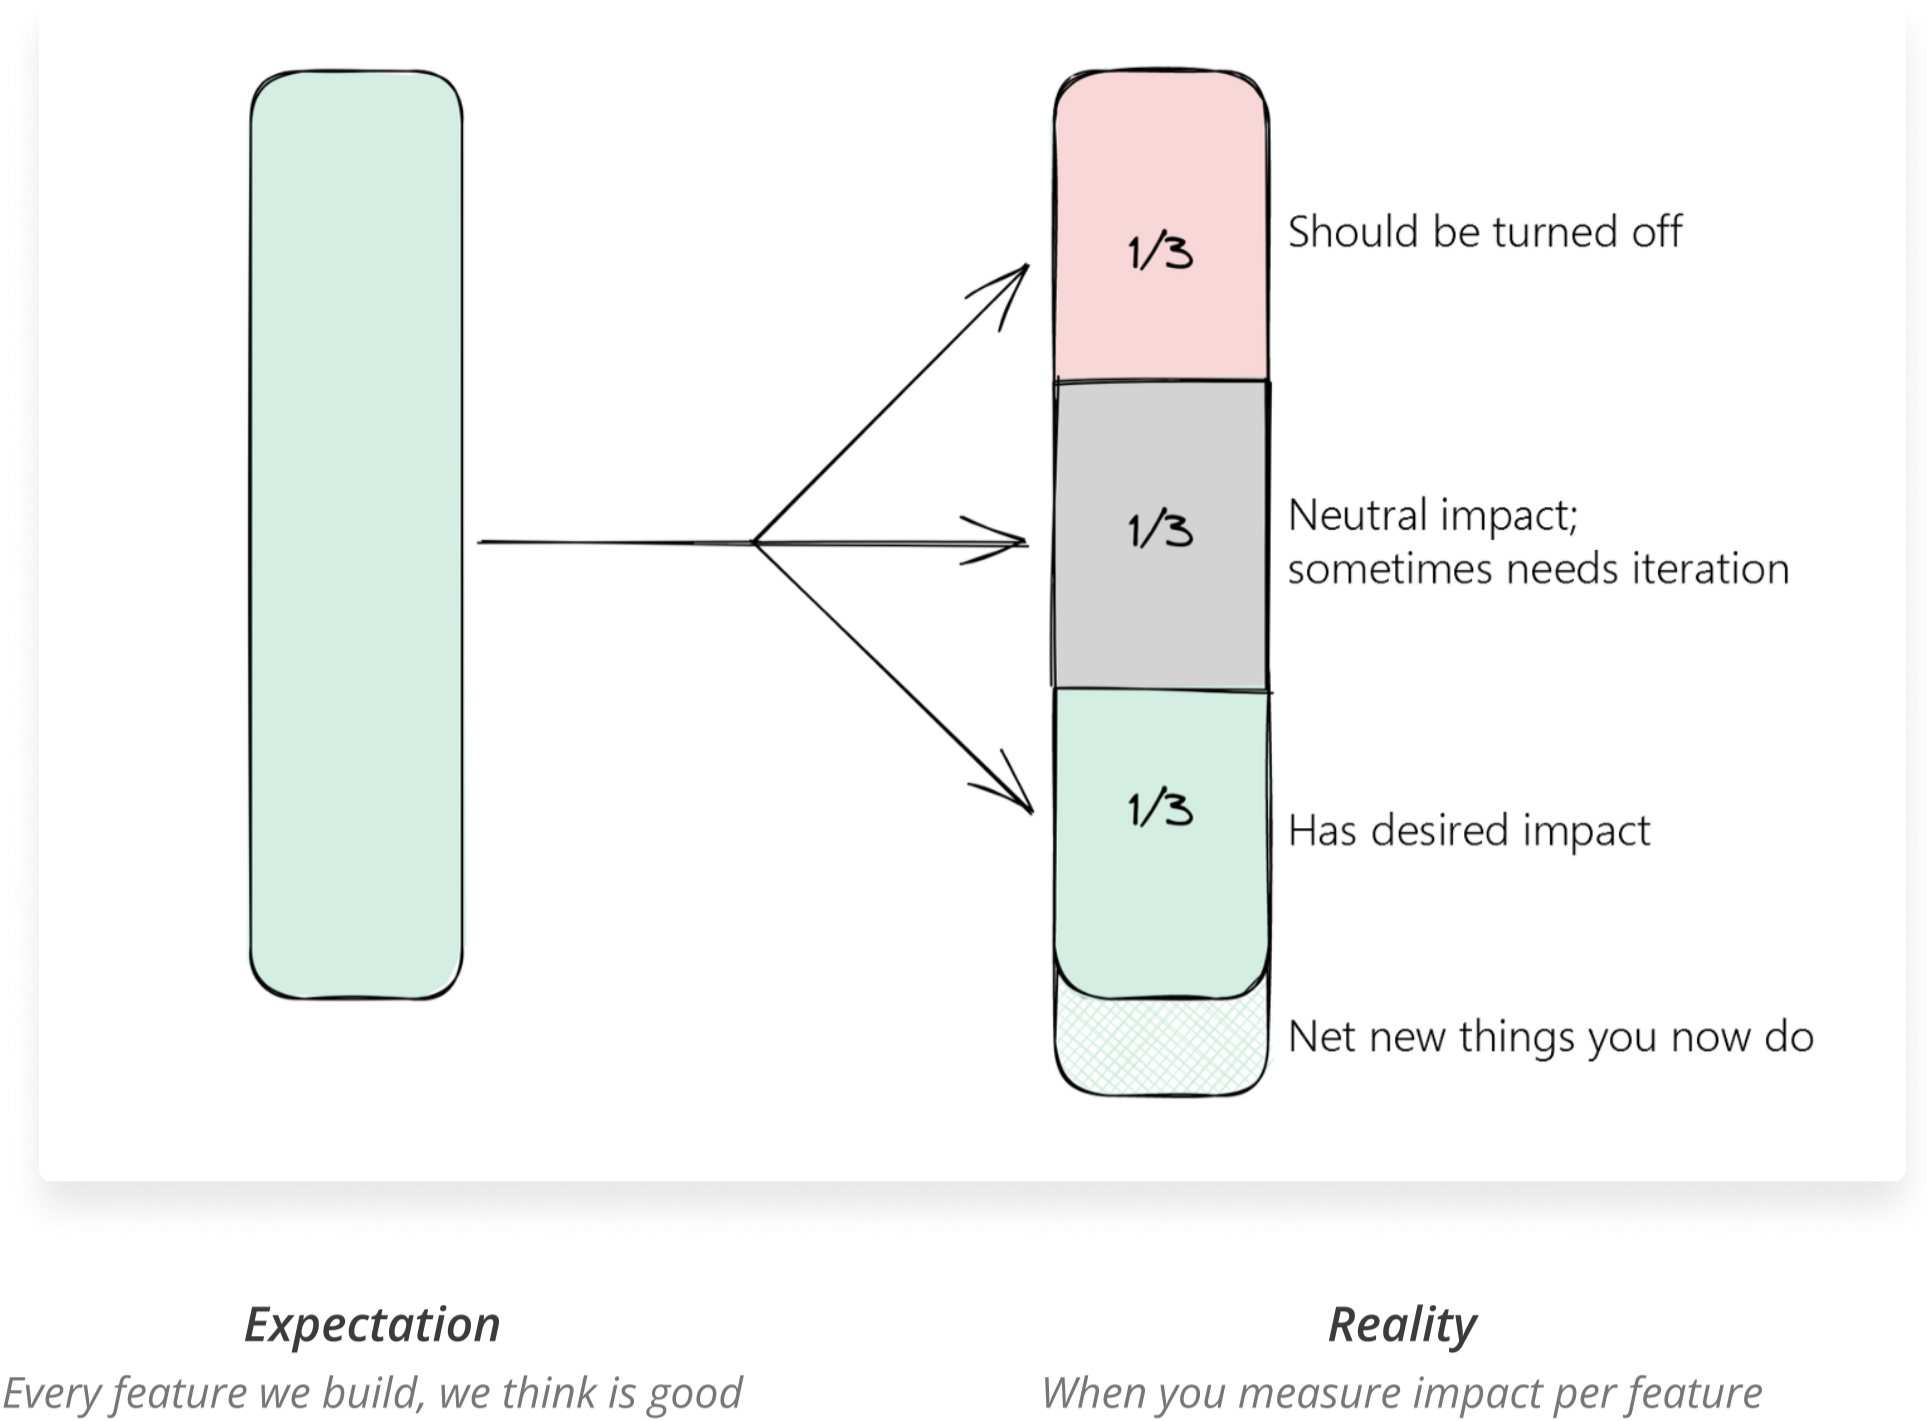 1/3
Should be turned off
1/3
Neutral impact;
sometimes needs iteration
1/3
Has desired impact
Net new things you now do
Expectation
Every feature we build, we think is good
Reality
When you measure impact per feature